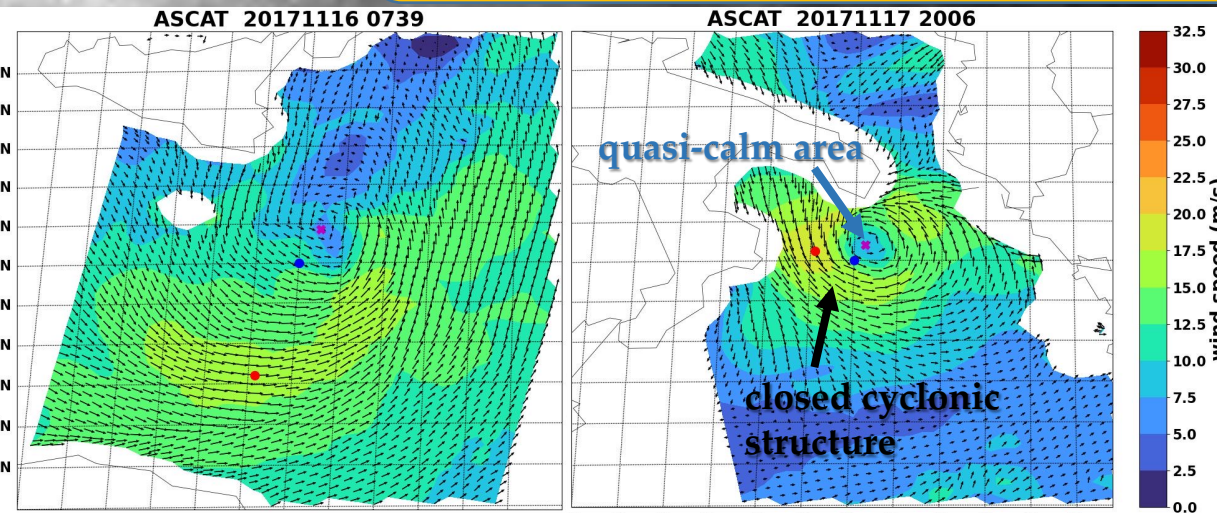 ASCAT 20171116 0739
ASCAT 20171117 2006
N
N
N
N
N
N
N
N
N
N
N
quasi-calm area
closed cyclonic
structure
32.5
30.0
27.5
25.0
22.5
20.0
17.5
15.0
12.5
10.0
7.5
5.0
2.5
0.0
wind speed (m/s)